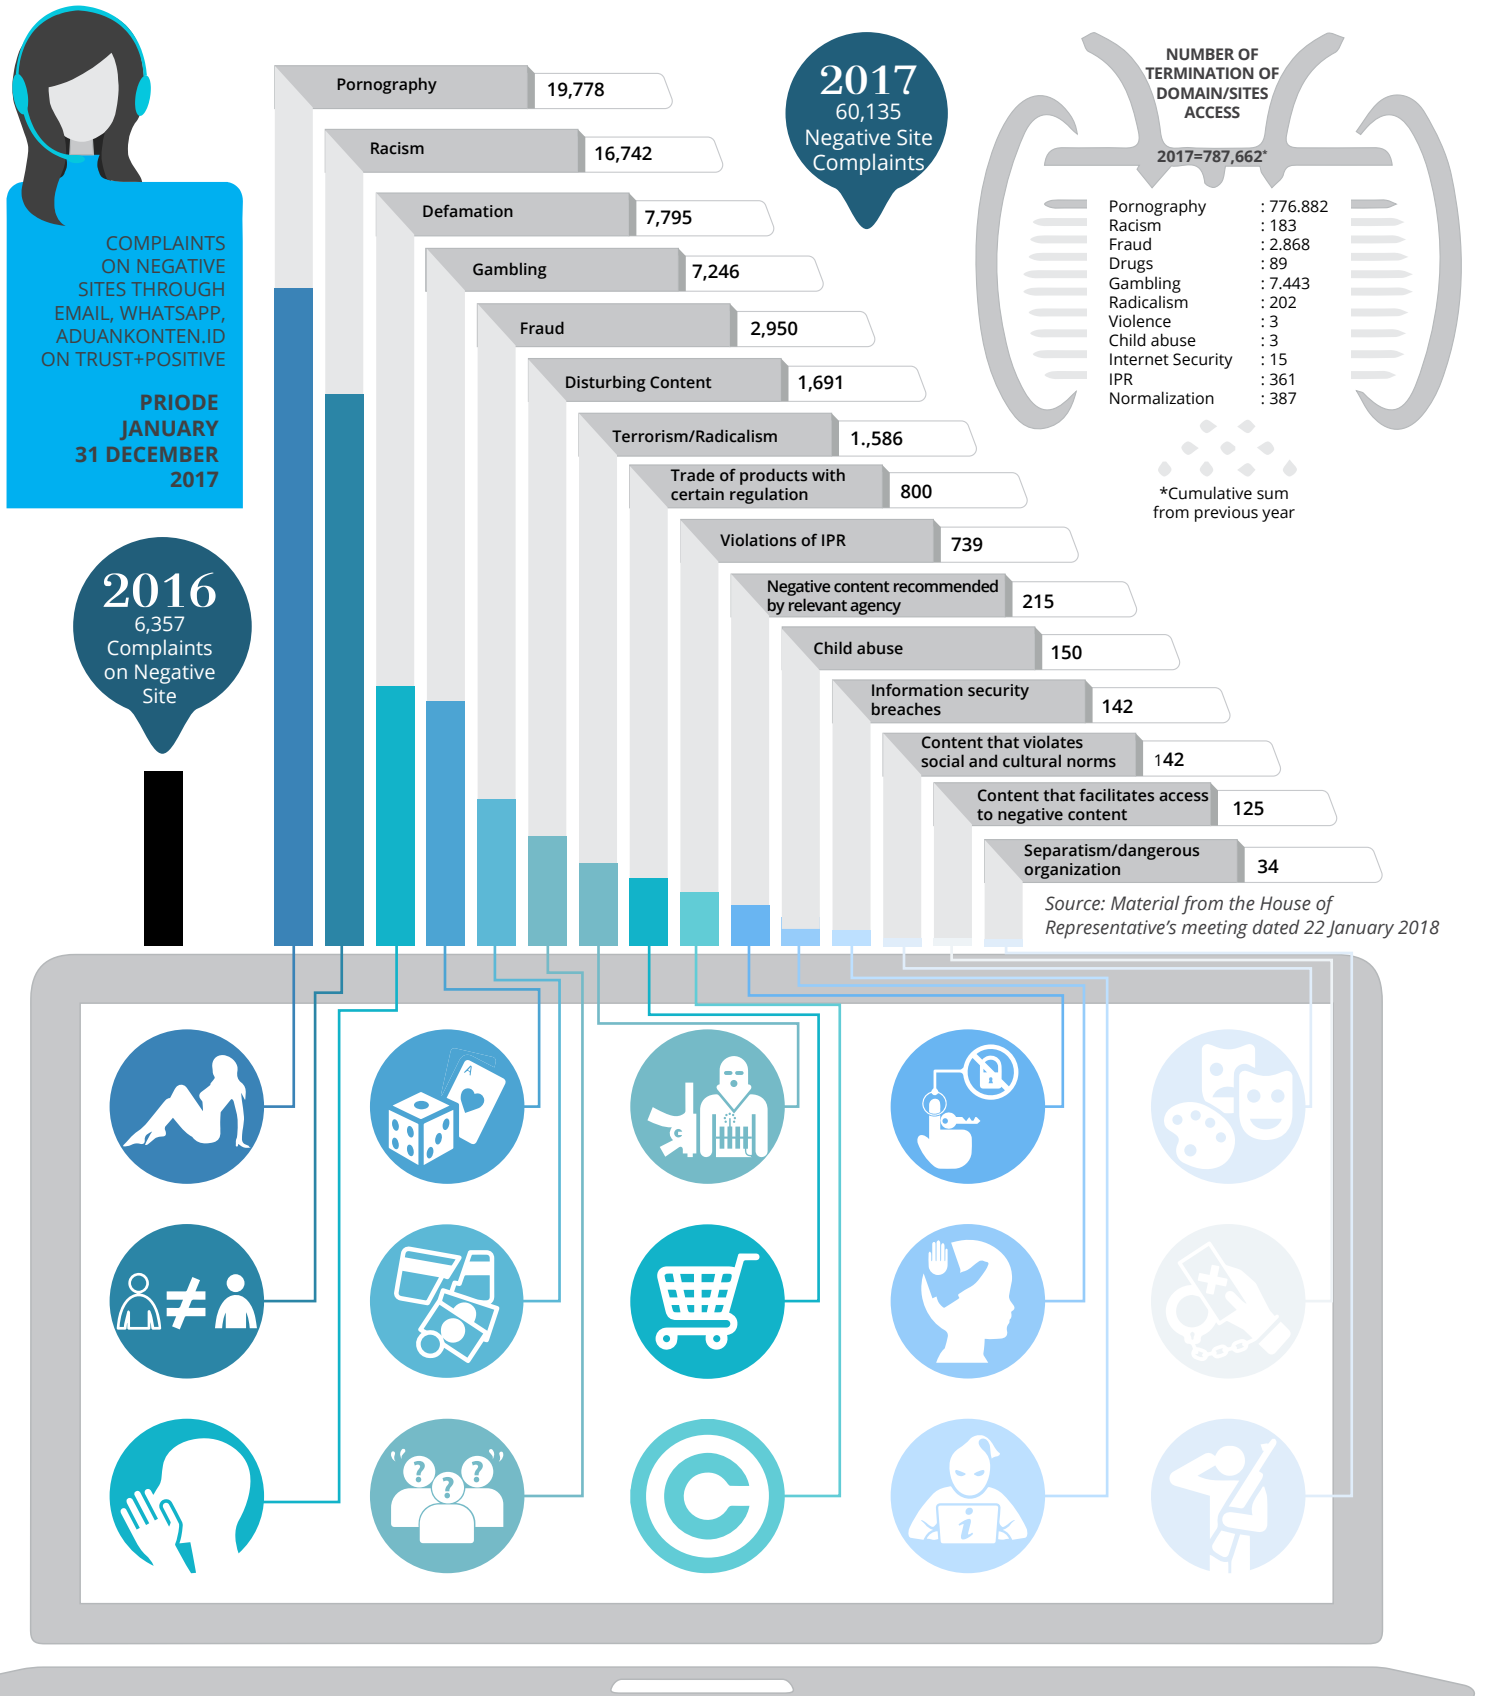 COMPLAINTS
ON NEGATIVE
SITES THROUGH
EMAIL, WHATSAPP,
ADUANKONTEN.ID
ON TRUST+POSITIVE
PRIODE
JANUARY
31 DECEMBER
2017
2016
6,357
Complaints
on Negative
Site
Pornography 19,778
Racism 16,742
Defamation 7,795
Gambling 7,246
Fraud 2,950
Disturbing Content 1,691
Terrorism/Radicalism 1.,586
Trade of products with
certain regulation 800
Violations of IPR 739
Negative content recommended
by relevant agency 215
Child abuse 150
Information security
breaches 142
Content that violates
social and cultural norms 142
Content that facilitates access
to negative content 125
Separatism/dangerous
organization 34
2017
60,135
Negative Site
Complaints
NUMBER OF
TERMINATION OF
DOMAIN/SITES
ACCESS
2017=787,662*
Pornography : 776.882
Racism : 183
Fraud : 2.868
Drugs : 89
Gambling : 7.443
Radicalism : 202
Violence : 3
Child abuse : 3
Internet Security : 15
IPR : 361
Normalization : 387
*Cumulative sum
from previous year
Source: Material from the House of
Representative's meeting dated 22 January 2018
A
≠
? ? ?
C
i